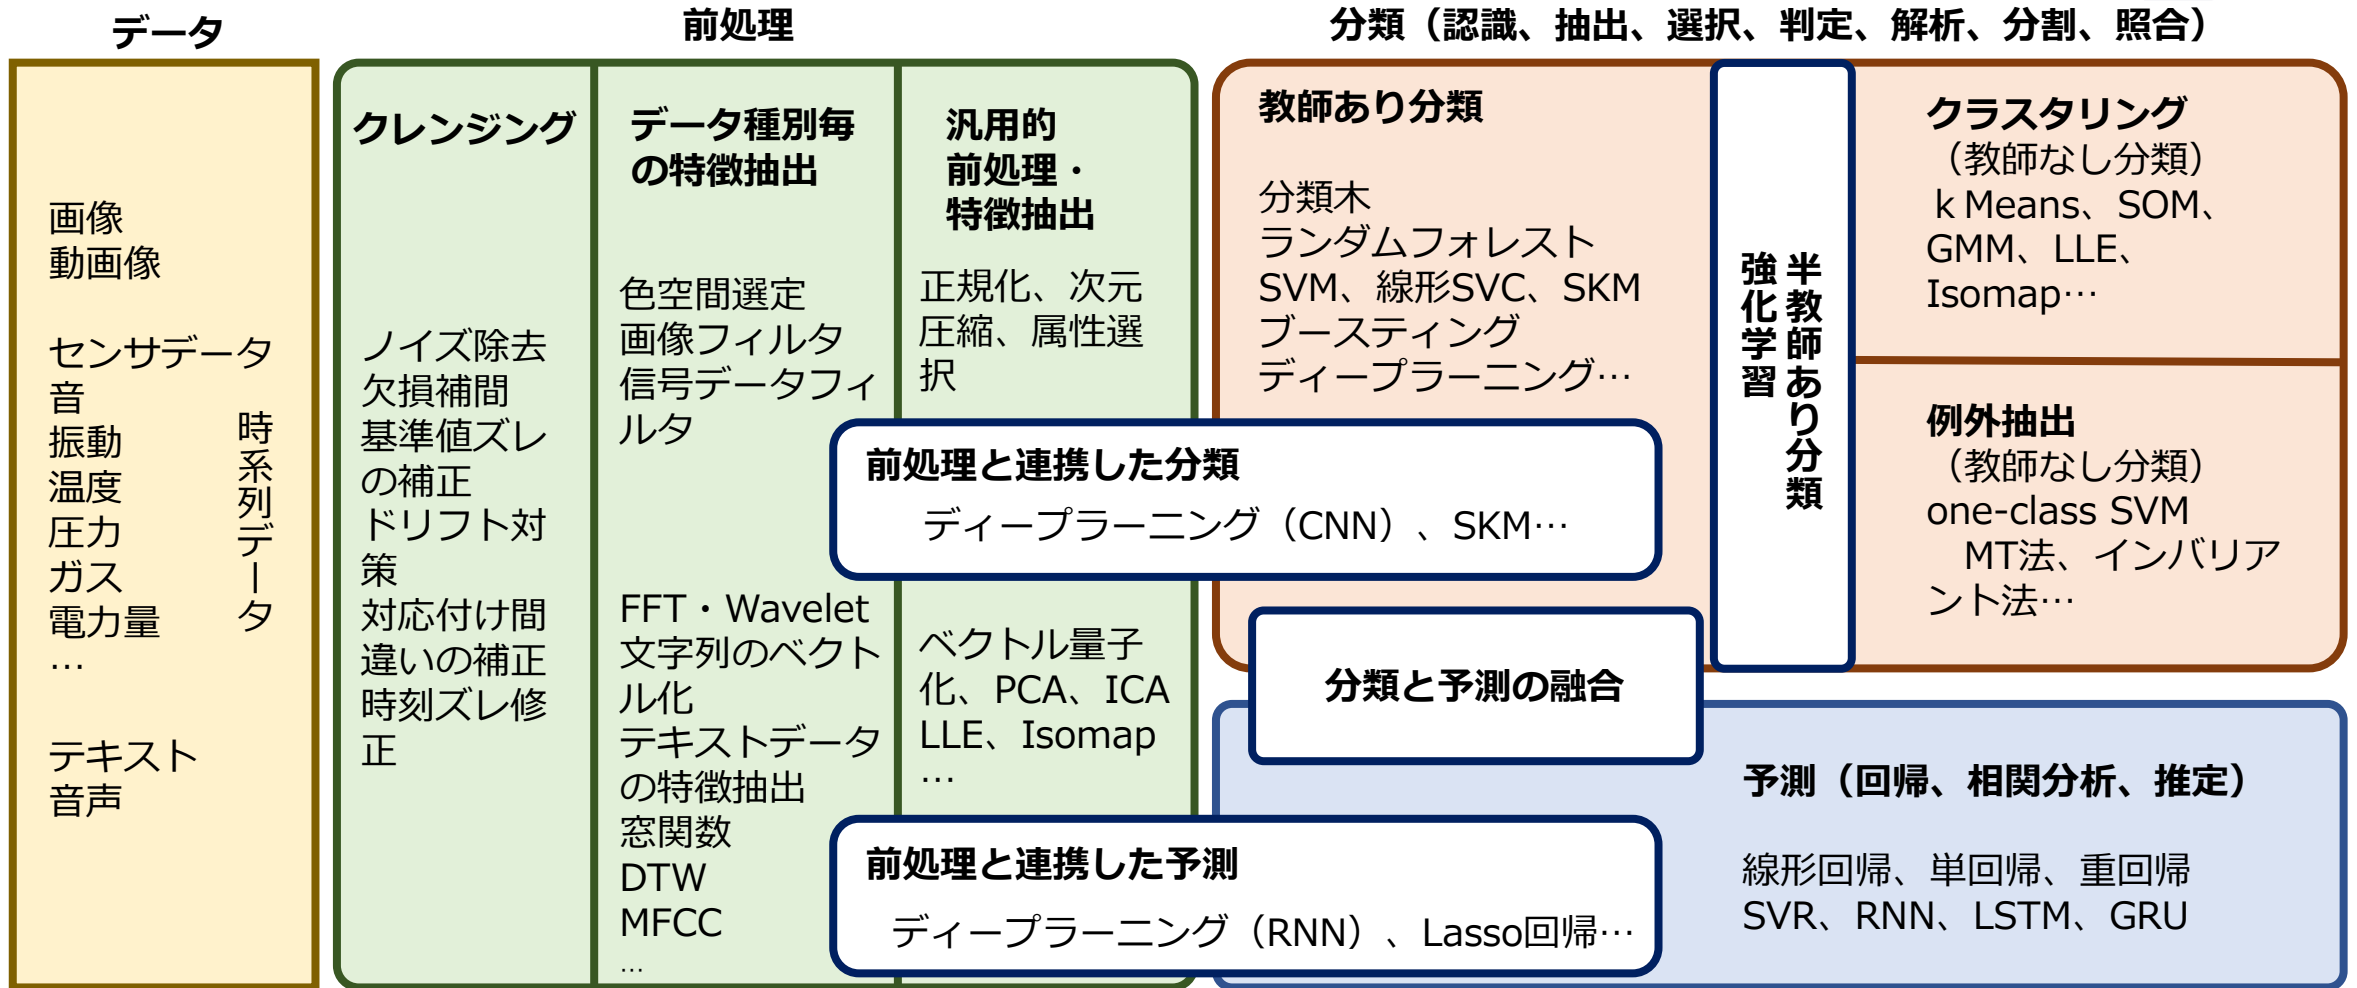 データ
前処理
分類（認識、抽出、選択、判定、解析、分割、照合）
画像
動画像
センサデータ
音
振動
温度
圧力
ガス
電力量
…
時系列データ
テキスト
音声
クレンジング
ノイズ除去
欠損補間
基準値ズレ
の補正
ドリフト対
策
対応付け間
違いの補正
時刻ズレ修
正
データ種別毎
の特徴抽出
色空間選定
画像フィルタ
信号データフィ
ルタ
FFT・Wavelet
文字列のベクト
ル化
テキストデータ
の特徴抽出
窓関数
DTW
MFCC
…
汎用的
前処理・
特徴抽出
正規化、次元
圧縮、属性選
択
ベクトル量子
化、PCA、ICA
LLE、Isomap
…
教師あり分類
分類木
ランダムフォレスト
SVM、線形SVC、SKM
ブースティング
ディープラーニング…
前処理と連携した分類
ディープラーニング（CNN）、SKM…
半教師あり分類
強化学習
クラスタリング
（教師なし分類）
k Means、SOM、
GMM、LLE、
Isomap…
例外抽出
（教師なし分類）
one-class SVM
MT法、インバリア
ント法…
分類と予測の融合
予測（回帰、相関分析、推定）
線形回帰、単回帰、重回帰
SVR、RNN、LSTM、GRU
前処理と連携した予測
ディープラーニング（RNN）、Lasso回帰…